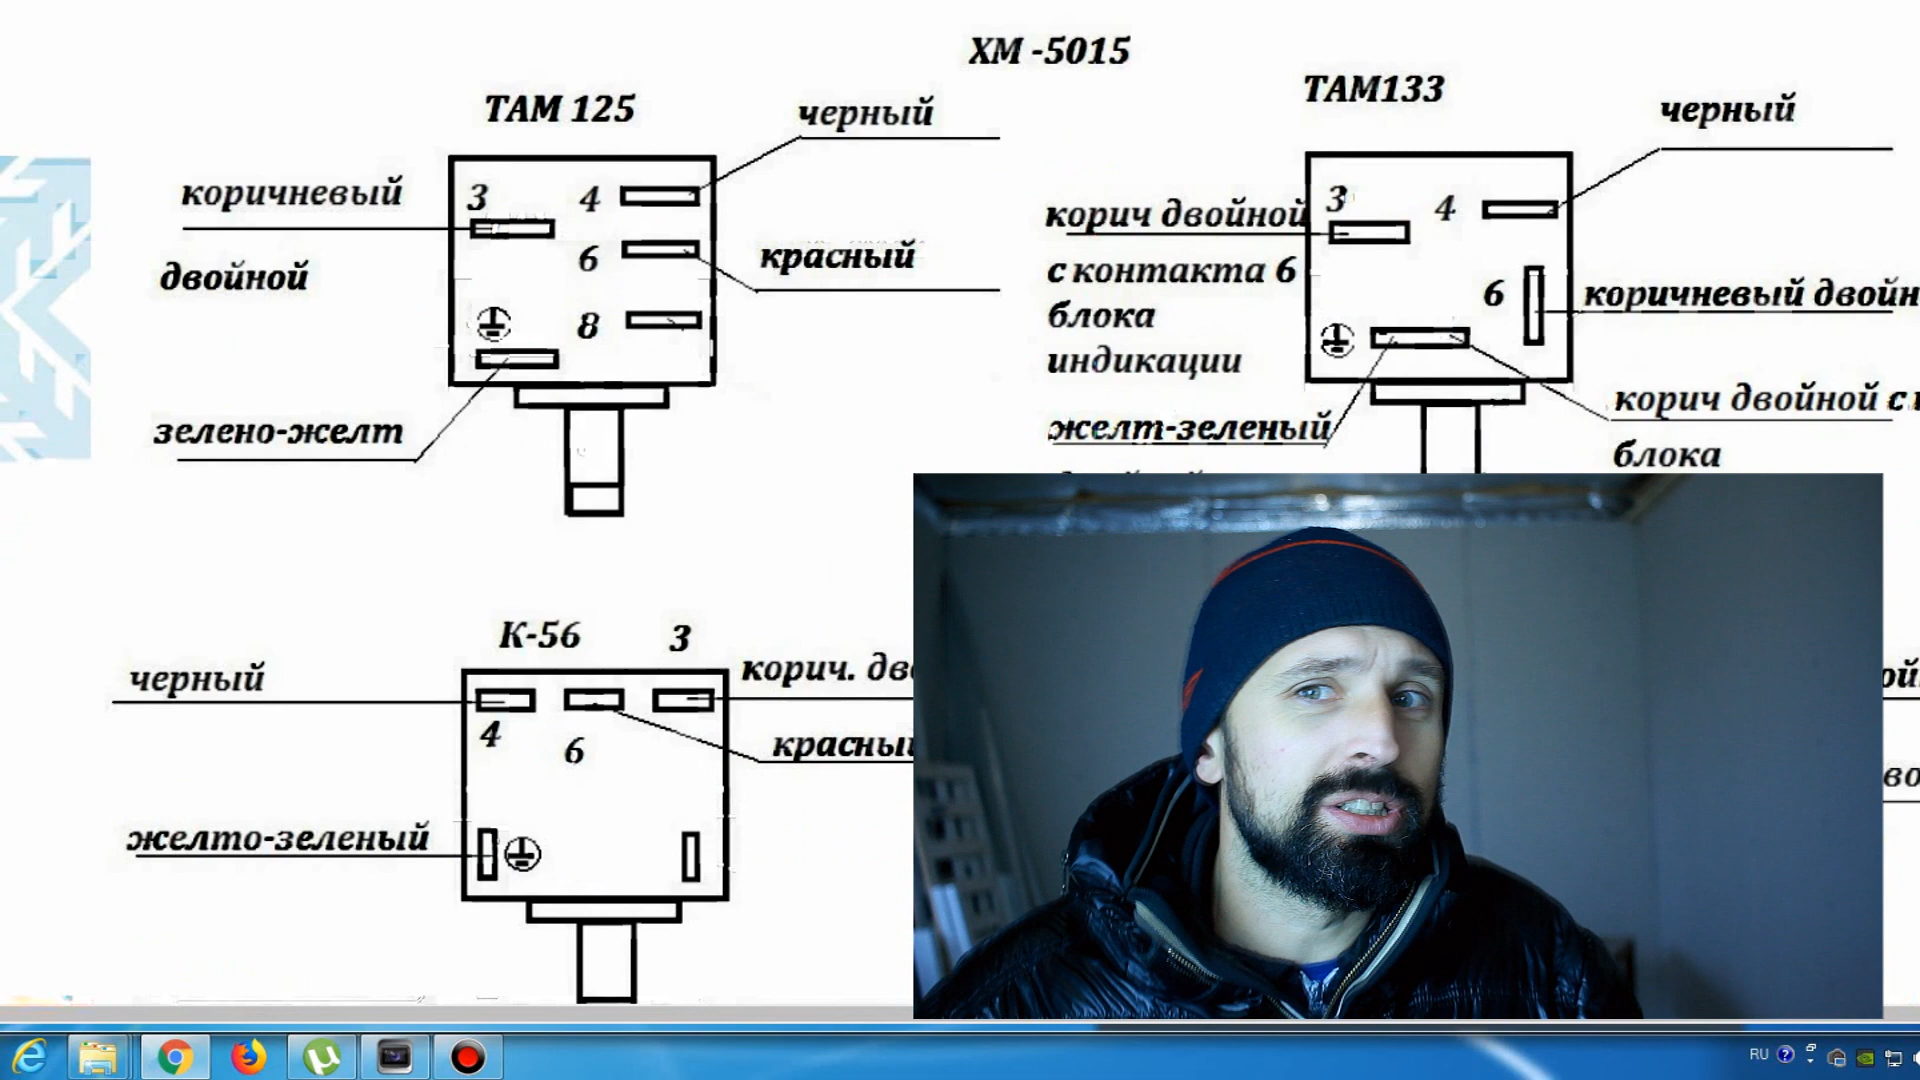 ХМ -5015
ТАМ 125
черный
коричневый
двойной
3
4
6
8
красный
зелено-желт
ТАМ133
черный
корич двойной
с контакта 6
блока
индикации
3
4
6
коричневый двойн
желт-зеленый
корич двойной с
блока
К-56
3
черный
4
6
корич. дв
красный
желто-зеленый
RU